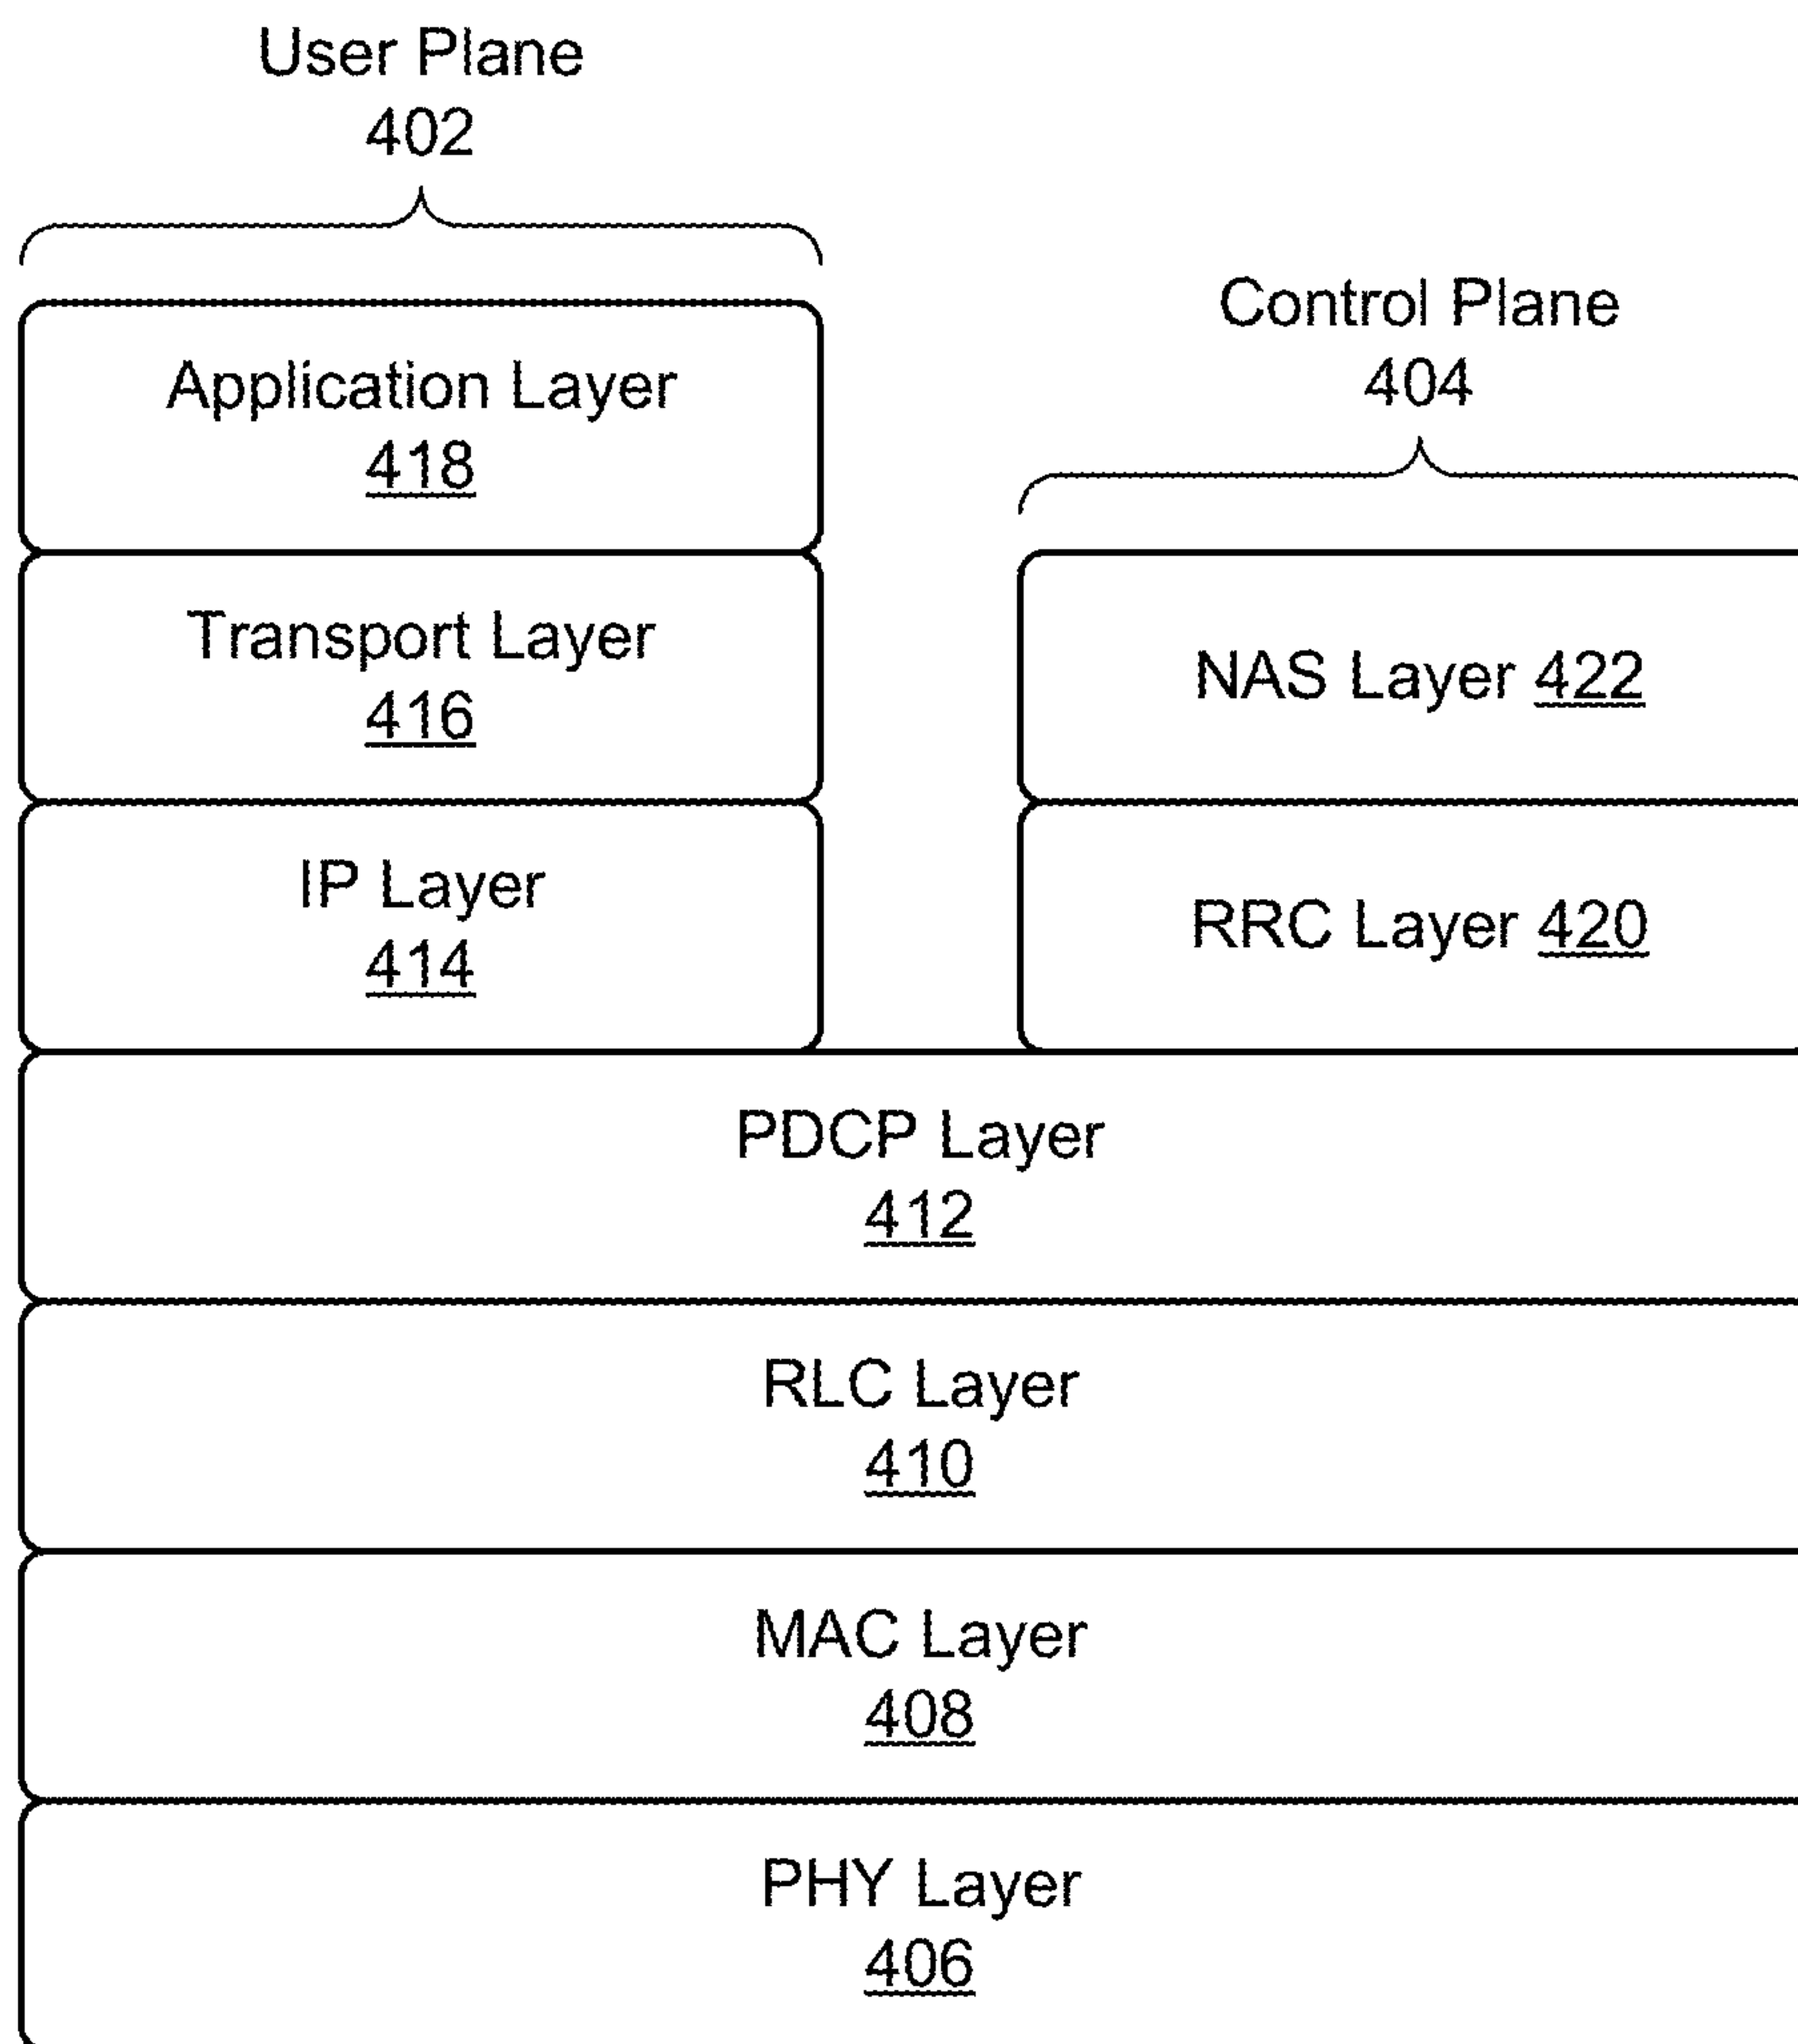 User Plane
402
Control Plane
404
Application Layer
418
Transport Layer
416
NAS Layer 422
IP Layer
414
RRC Layer 420
PDCP Layer
412
RLC Layer
410
MAC Layer
408
PHY Layer
406